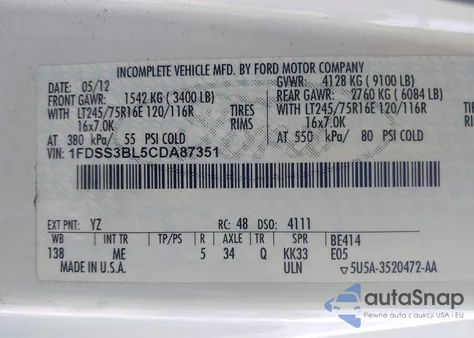 INCOMPLETE VEHICLE MFD. BY FORD MOTOR COMPANY
DATE: 05/12 GVWR: 4128 KG ( 9100 LB)
FRONT GAWR: 1542 KG ( 3400 LB) REAR GAWR: 2760 KG ( 6084 LB)
WITH LT245/75R16E 120/116R TIRES WITH LT245/75R16E 120/116R TIRES
16x7.0K RIMS 16x7.0K RIMS
AT 380 kPa/ 55 PSI COLD AT 550 kPa/ 80 PSI COLD
VIN: 1FDSS3BL5CDA87351
EXT PNT: YZ RC: 48 DSO: 4111
WB INT TR TP/PS R AXLE TR SPR BE414
138 ME 5 34 Q KK33 E05
MADE IN U.S.A. ULN ▽5U5A-3520472-AA
autoSnap
Pewne auta z aukcji w USA i EU